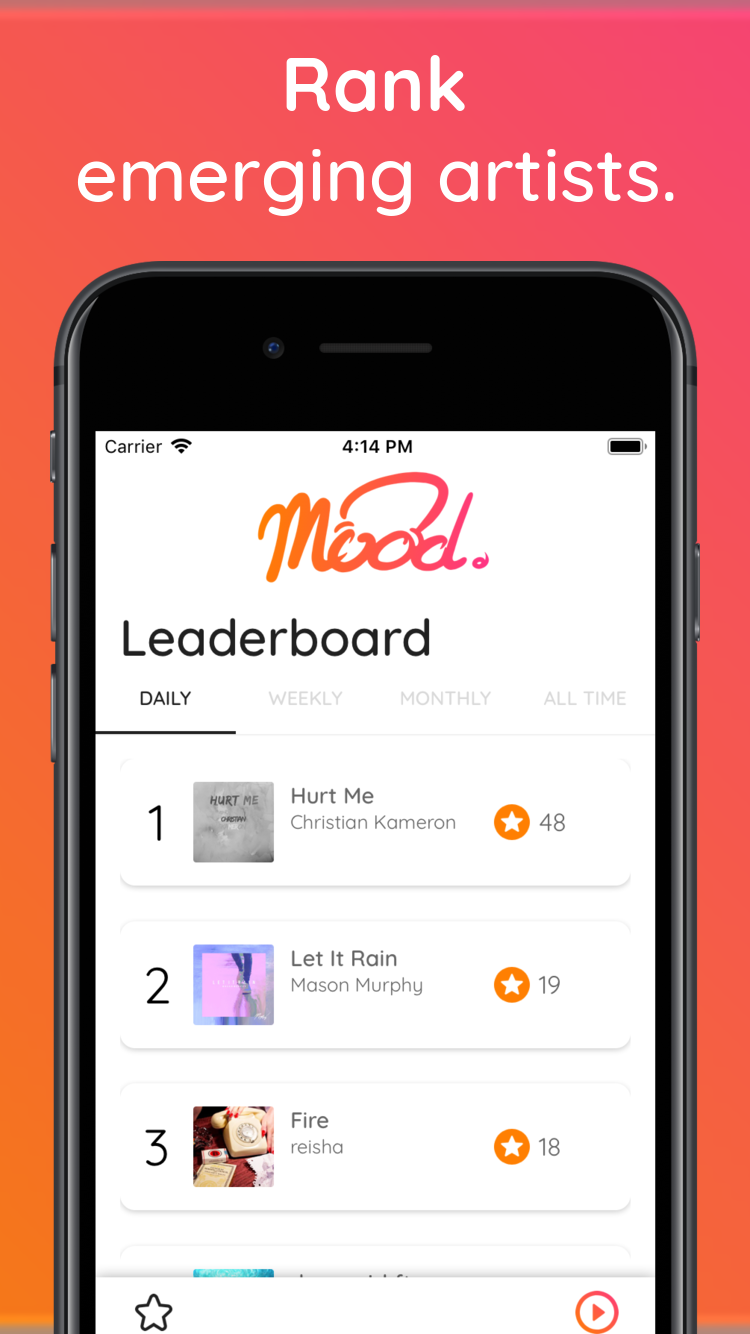 Rank
emerging artists.
Carrier
4:14 PM
Mood.
Leaderboard
DAILY
WEEKLY
MONTHLY
ALL TIME
1
HURT ME
CHRISTIAN
Hurt Me
Christian Kameron
48
2
Let It Rain
Mason Murphy
19
3
Fire
reisha
18